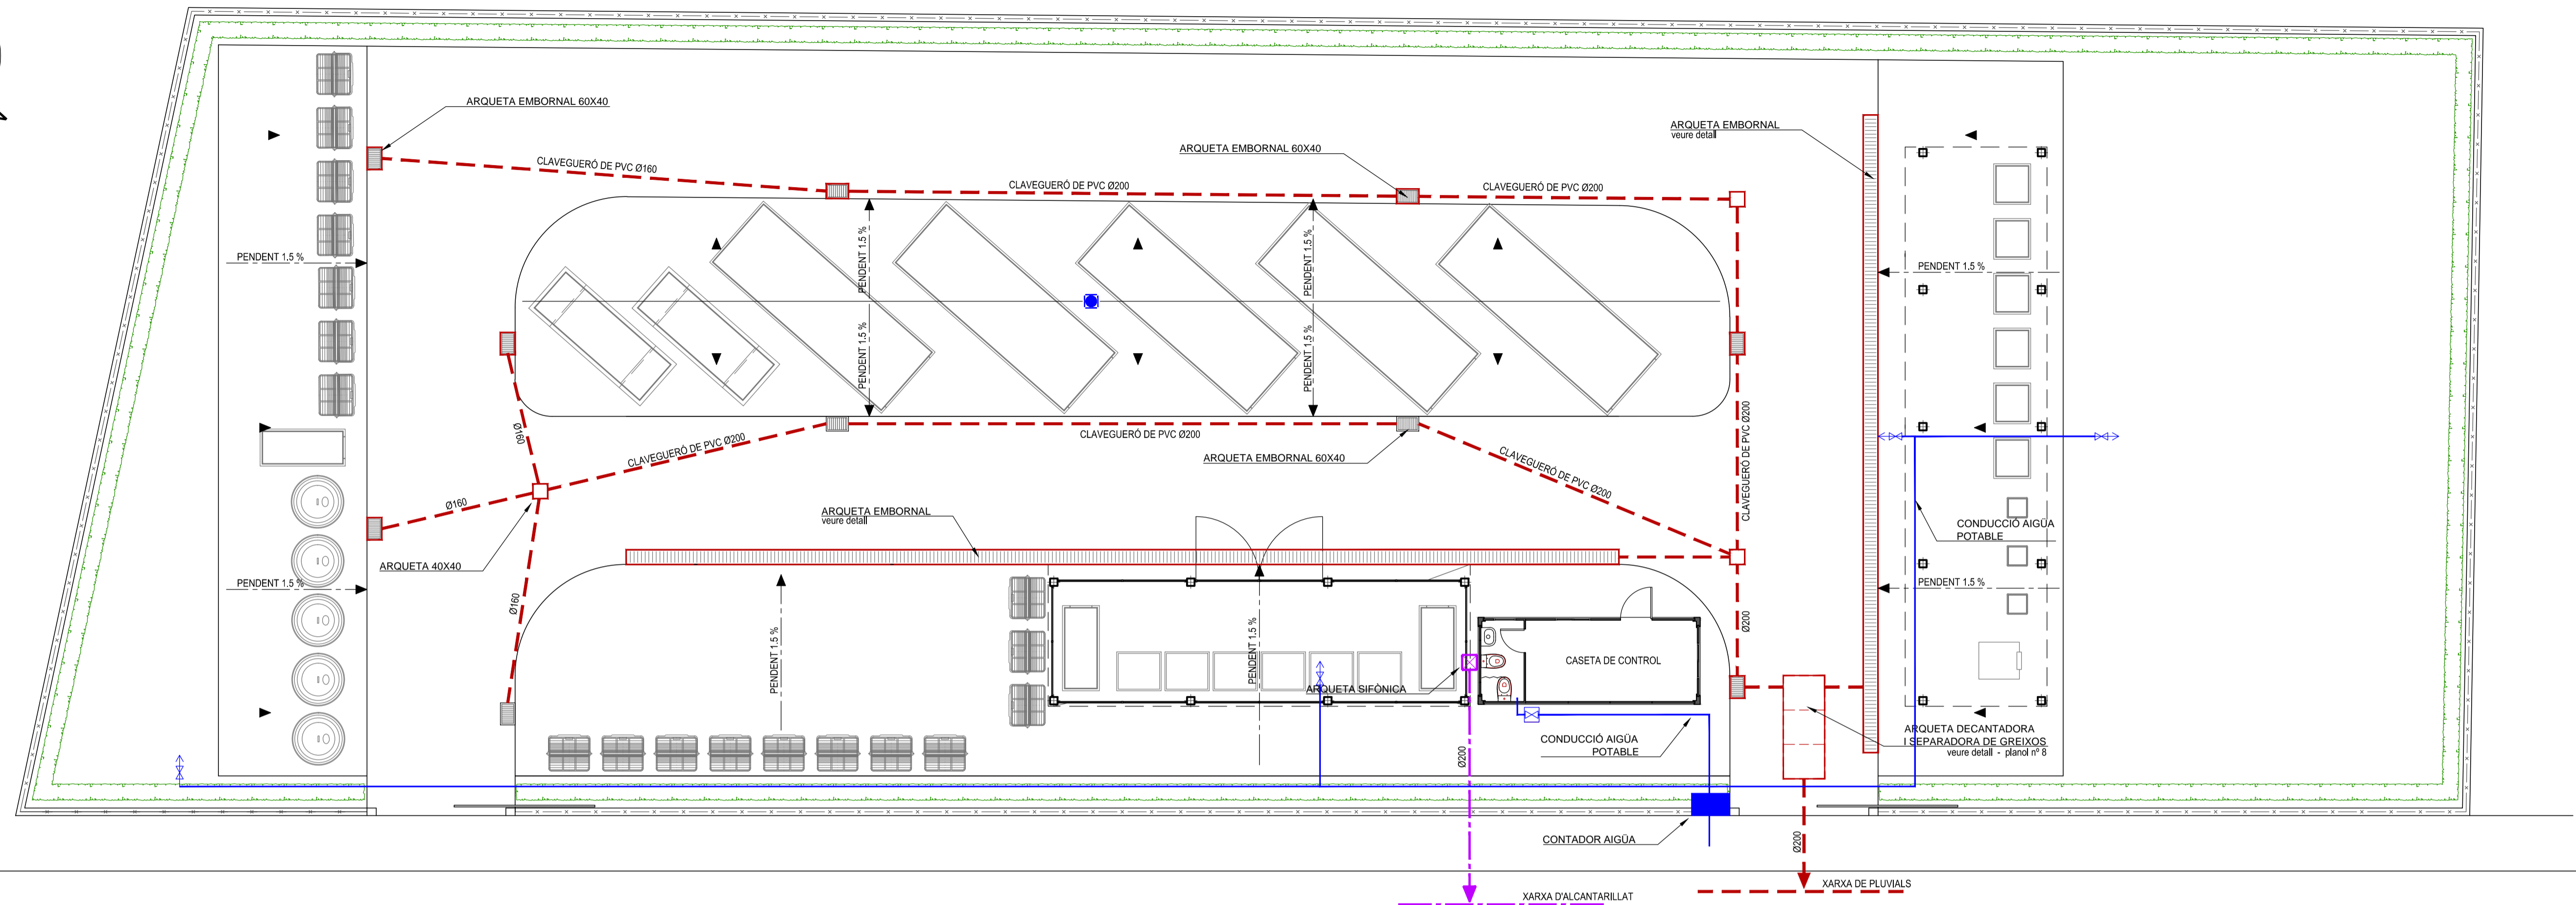 ARQUETA EMBORNAL 60X40
ARQUETA EMBORNAL
veure detall
ARQUETA EMBORNAL 60X40
CLAVEGUERÓ DE PVC Ø160
CLAVEGUERÓ DE PVC Ø200
CLAVEGUERÓ DE PVC Ø200
PENDENT 1.5 %
PENDENT 1.5 %
PENDENT 1.5 %
PENDENT 1.5 %
PENDENT 1.5 %
PENDENT 1.5 %
Ø160
CLAVEGUERÓ DE PVC Ø200
CLAVEGUERÓ DE PVC Ø200
ARQUETA EMBORNAL 60X40
CLAVEGUERÓ DE PVC Ø200
CLAVEGUERÓ DE PVC Ø200
Ø160
ARQUETA EMBORNAL
veure detall
CONDUCCIÓ AIGÜA
POTABLE
ARQUETA 40X40
PENDENT 1.5 %
PENDENT 1.5 %
Ø160
PENDENT 1.5 %
PENDENT 1.5 %
Ø200
CASETA DE CONTROL
ARQUETA SIFÒNICA
ARQUETA DECANTADORA
I SEPARADORA DE GREIXOS
veure detall - planol nº 8
CONDUCCIÓ AIGÜA
POTABLE
Ø200
CONTADOR AIGÜA
Ø200
XARXA DE PLUVIALS
XARXA D'ALCANTARILLAT